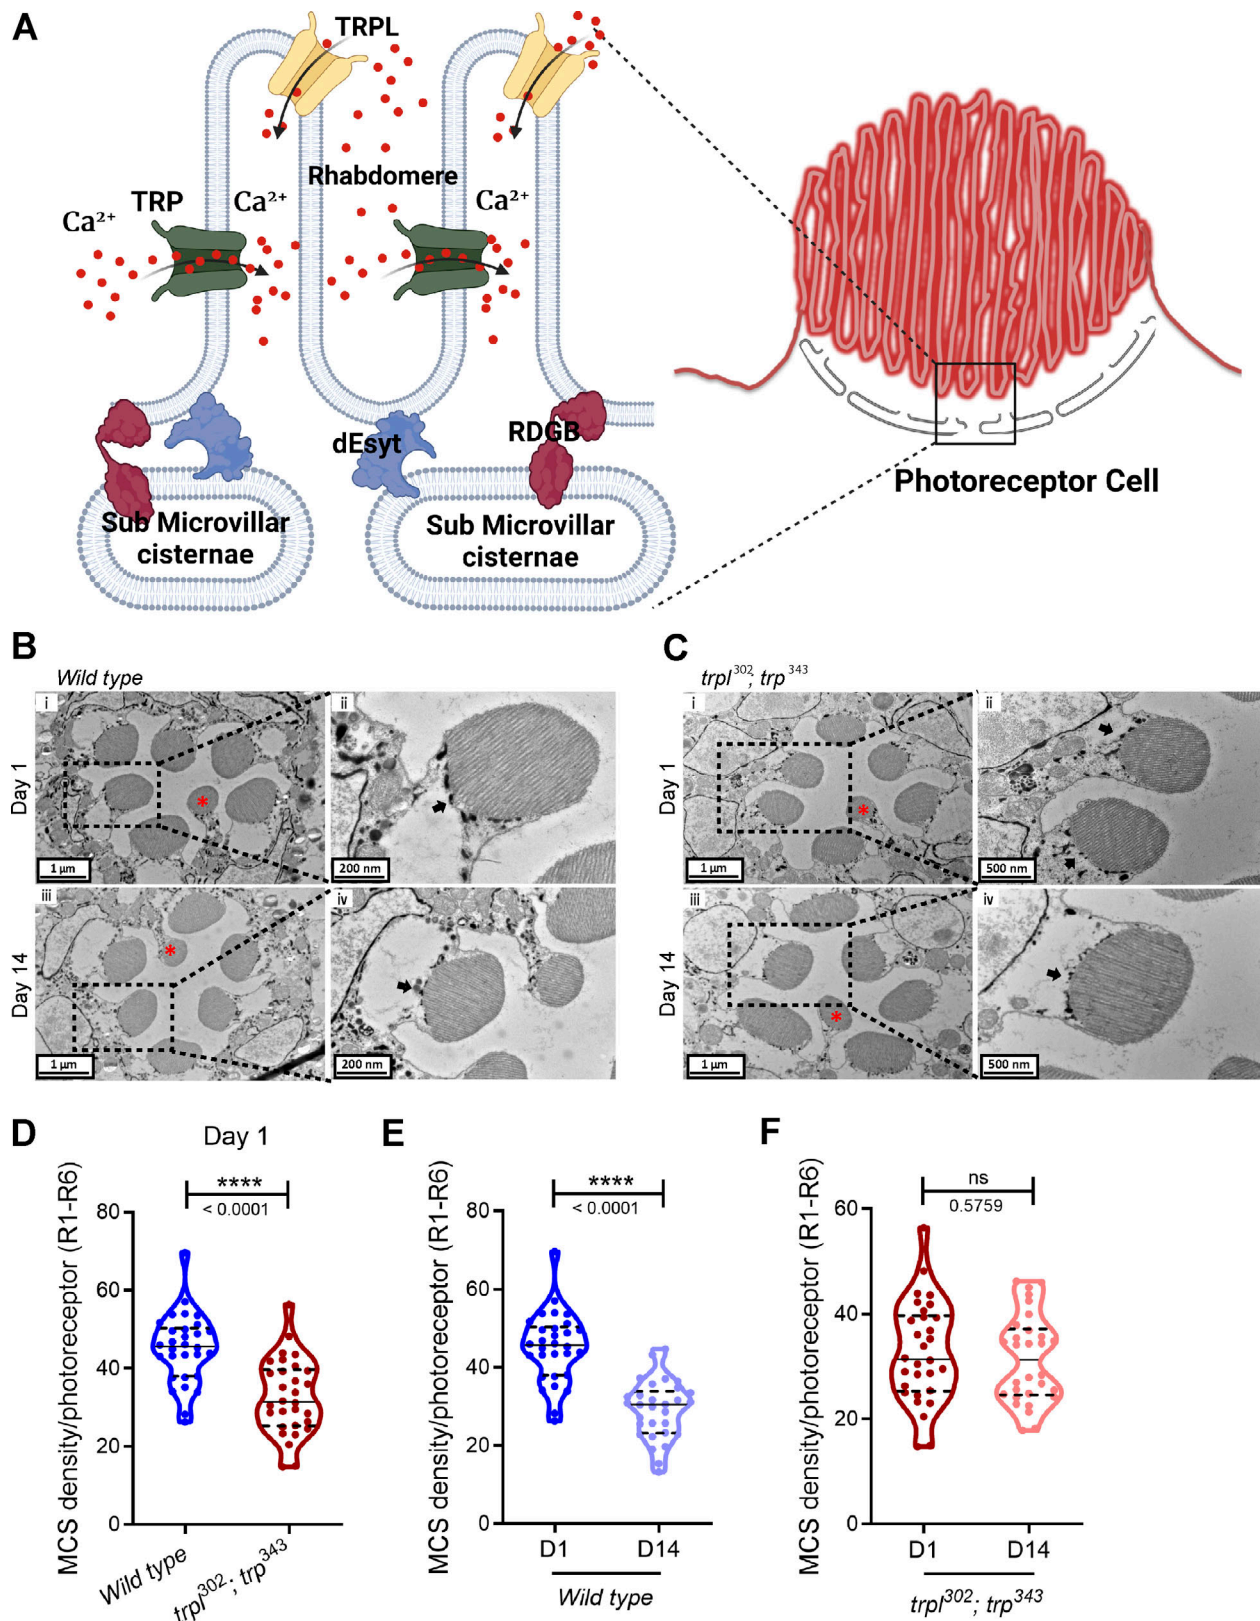 A
TRPL
Rhabdomere
Ca²⁺
TRP
Ca²⁺
Ca²⁺
dEsyt
RDGB
Sub Microvillar
cisternae
Sub Microvillar
cisternae
Photoreceptor Cell
B
Wild type
Day 1
i
*
1 µm
ii
200 nm
Day 14
iii
*
1 µm
iv
200 nm
C
trpl³⁰²; trp³⁴³
Day 1
i
*
1 µm
ii
500 nm
Day 14
iii
*
1 µm
iv
500 nm
D
Day 1
****
< 0.0001
MCS density/photoreceptor (R1-R6)
80
60
40
20
0
Wild type
trpl³⁰²; trp³⁴³
E
****
< 0.0001
MCS density/photoreceptor (R1-R6)
80
60
40
20
0
D1
D14
Wild type
F
ns
0.5759
MCS density/photoreceptor (R1-R6)
60
40
20
0
D1
D14
trpl³⁰²; trp³⁴³